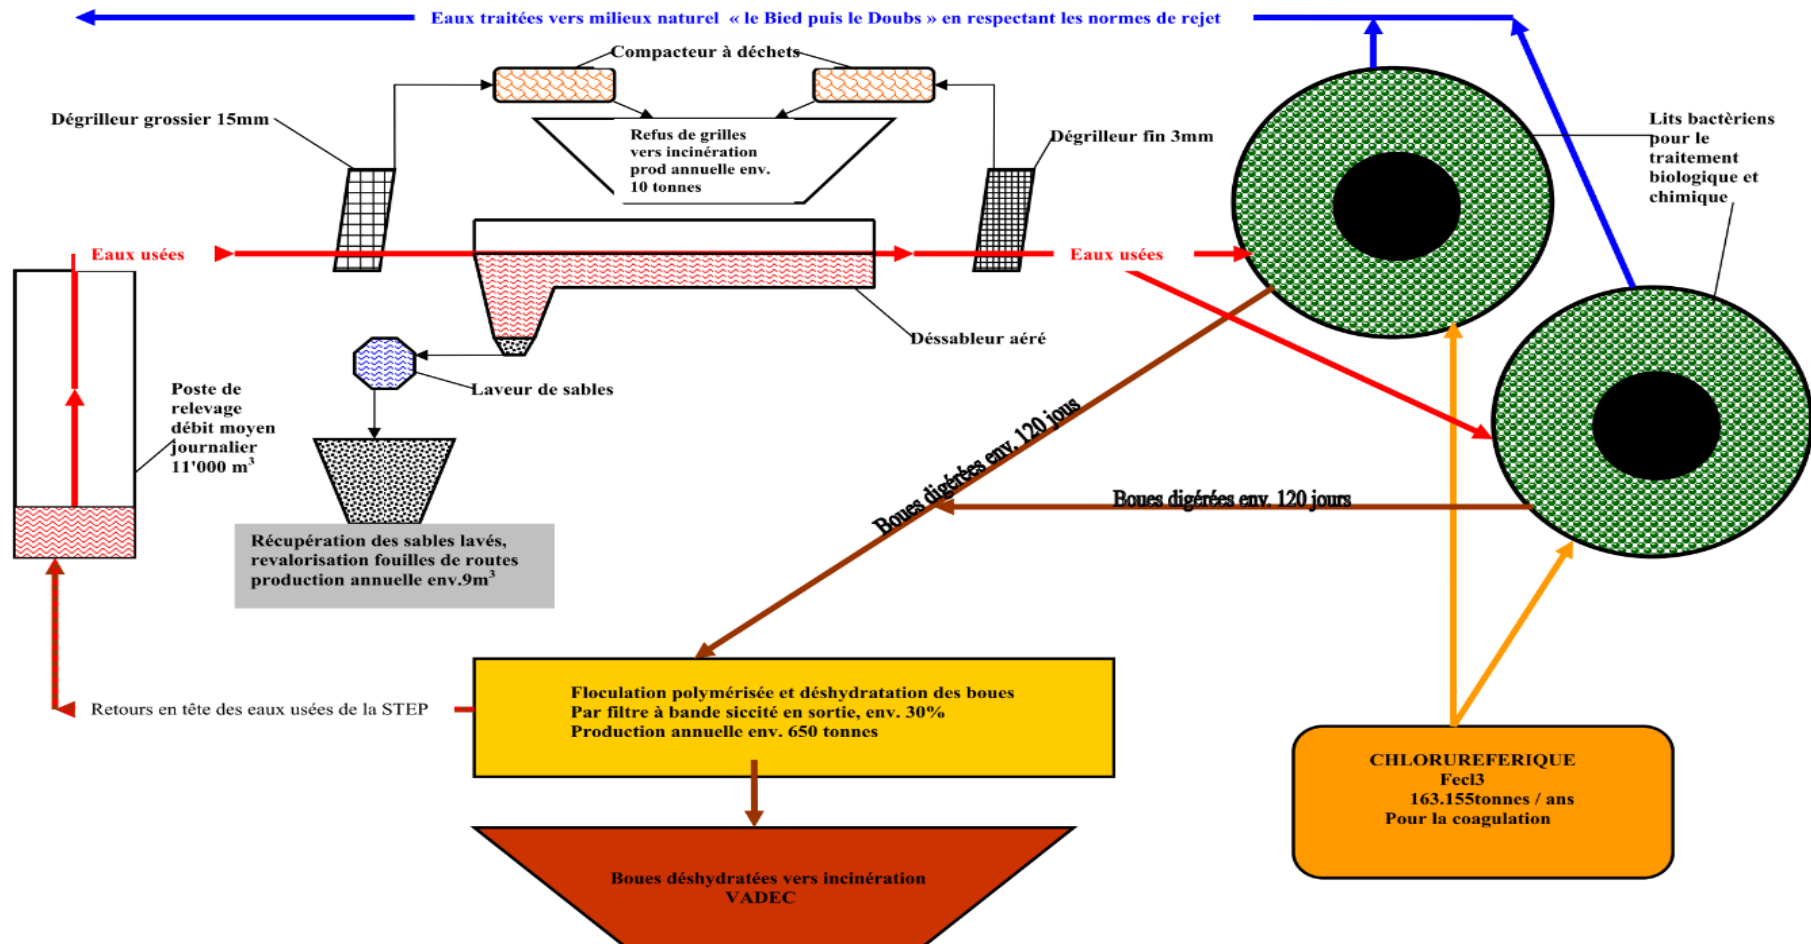 Eaux traitées vers milieux naturel « le Bied puis le Doubs » en respectant les normes de rejet
Compacteur à déchets
Dégrilleur grossier 15mm
Refus de grilles
vers incinération
prod annuelle env.
10 tonnes
Dégrilleur fin 3mm
Lits bactèriens
pour le
traitement
biologique et
chimique
Eaux usées
Eaux usées
Déssableur aéré
Laveur de sables
Poste de
relevage
débit moyen
journalier
11'000 m³
Récupération des sables lavés,
revalorisation fouilles de routes
production annuelle env.9m³
Boues digérées env. 120 jous
Boues digérées env. 120 jours
Retours en tête des eaux usées de la STEP
Floculation polymérisée et déshydratation des boues
Par filtre à bande siccité en sortie, env. 30%
Production annuelle env. 650 tonnes
CHLORUREFERIQUE
Fecl3
163.155tonnes / ans
Pour la coagulation
Boues déshydratées vers incinération
VADEC